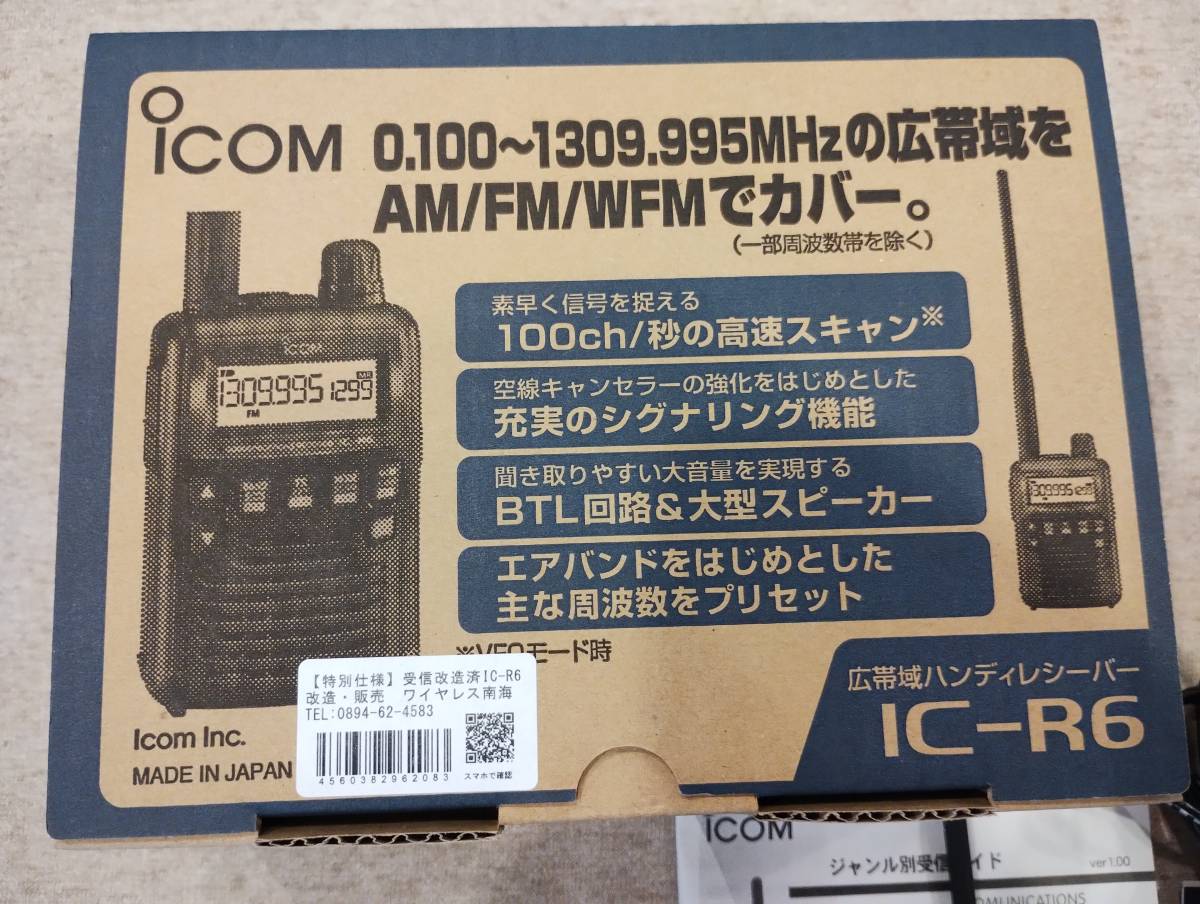 ICOM
0.100〜1309.995MHzの広帯域を
AM/FM/WFMでカバー。
(一部周波数帯を除く)
素早く信号を捉える
100ch/秒の高速スキャン※
空線キャンセラーの強化をはじめとした
充実のシグナリング機能
聞き取りやすい大音量を実現する
BTL回路&大型スピーカー
エアバンドをはじめとした
主な周波数をプリセット
※VFOモード時
ICOM
1309.995 1299
MR
FM
【特別仕様】受信改造済IC-R6
改造・販売 ワイヤレス南海
TEL:0894-62-4583
4560382962083
スマホで確認
Icom Inc.
MADE IN JAPAN
広帯域ハンディレシーバー
IC-R6
ICOM
ジャンル別受信 イド
ver1.00
MUNICATIONS